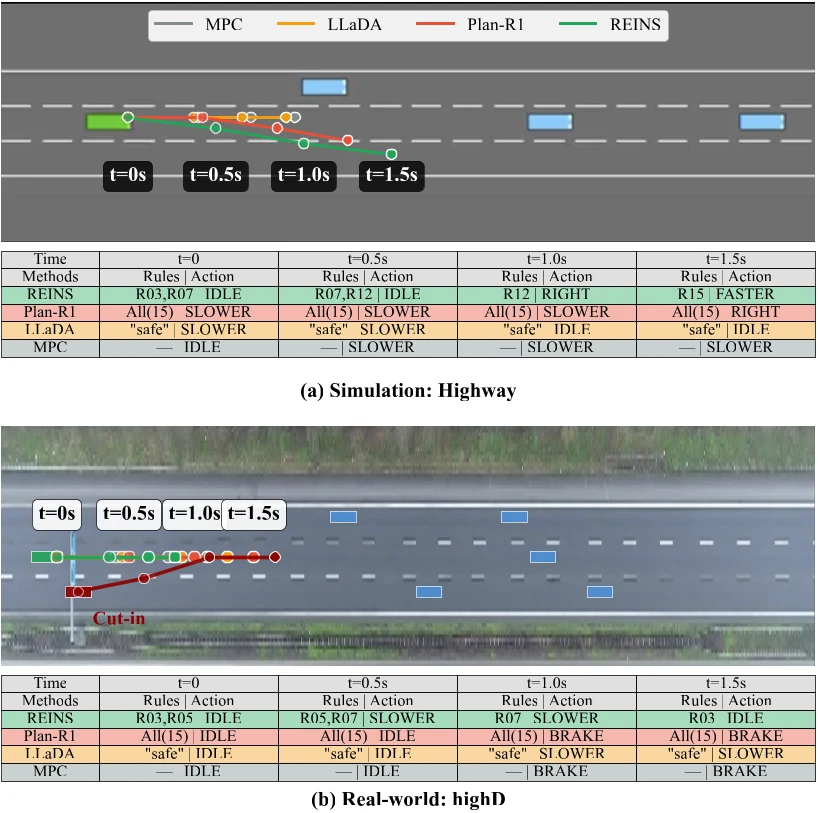 MPC LLaDA Plan-R1 REINS
t=0s t=0.5s t=1.0s t=1.5s
Time t=0 t=0.5s t=1.0s t=1.5s
Methods Rules | Action Rules | Action Rules | Action Rules | Action
REINS R03,R07 IDLE R07,R12 | IDLE R12 | RIGHT R15 | FASTER
Plan-R1 All(15) SLOWER All(15) | SLOWER All(15) | SLOWER All(15) RIGHT
LLaDA "safe" | SLOWER "safe" SLOWER "safe" IDLE "safe" | IDLE
MPC — IDLE — | SLOWER — | SLOWER — | SLOWER
(a) Simulation: Highway
t=0s t=0.5s t=1.0s t=1.5s
Cut-in
Time t=0 t=0.5s t=1.0s t=1.5s
Methods Rules | Action Rules | Action Rules | Action Rules | Action
REINS R03,R05 IDLE R05,R07 | SLOWER R07 SLOWER R03 IDLE
Plan-R1 All(15) | IDLE All(15) IDLE All(15) | BRAKE All(15) | BRAKE
LLaDA "safe" | IDLE "safe" | IDLE "safe" SLOWER "safe" | SLOWER
MPC — IDLE — | IDLE — | BRAKE — | BRAKE
(b) Real-world: highD